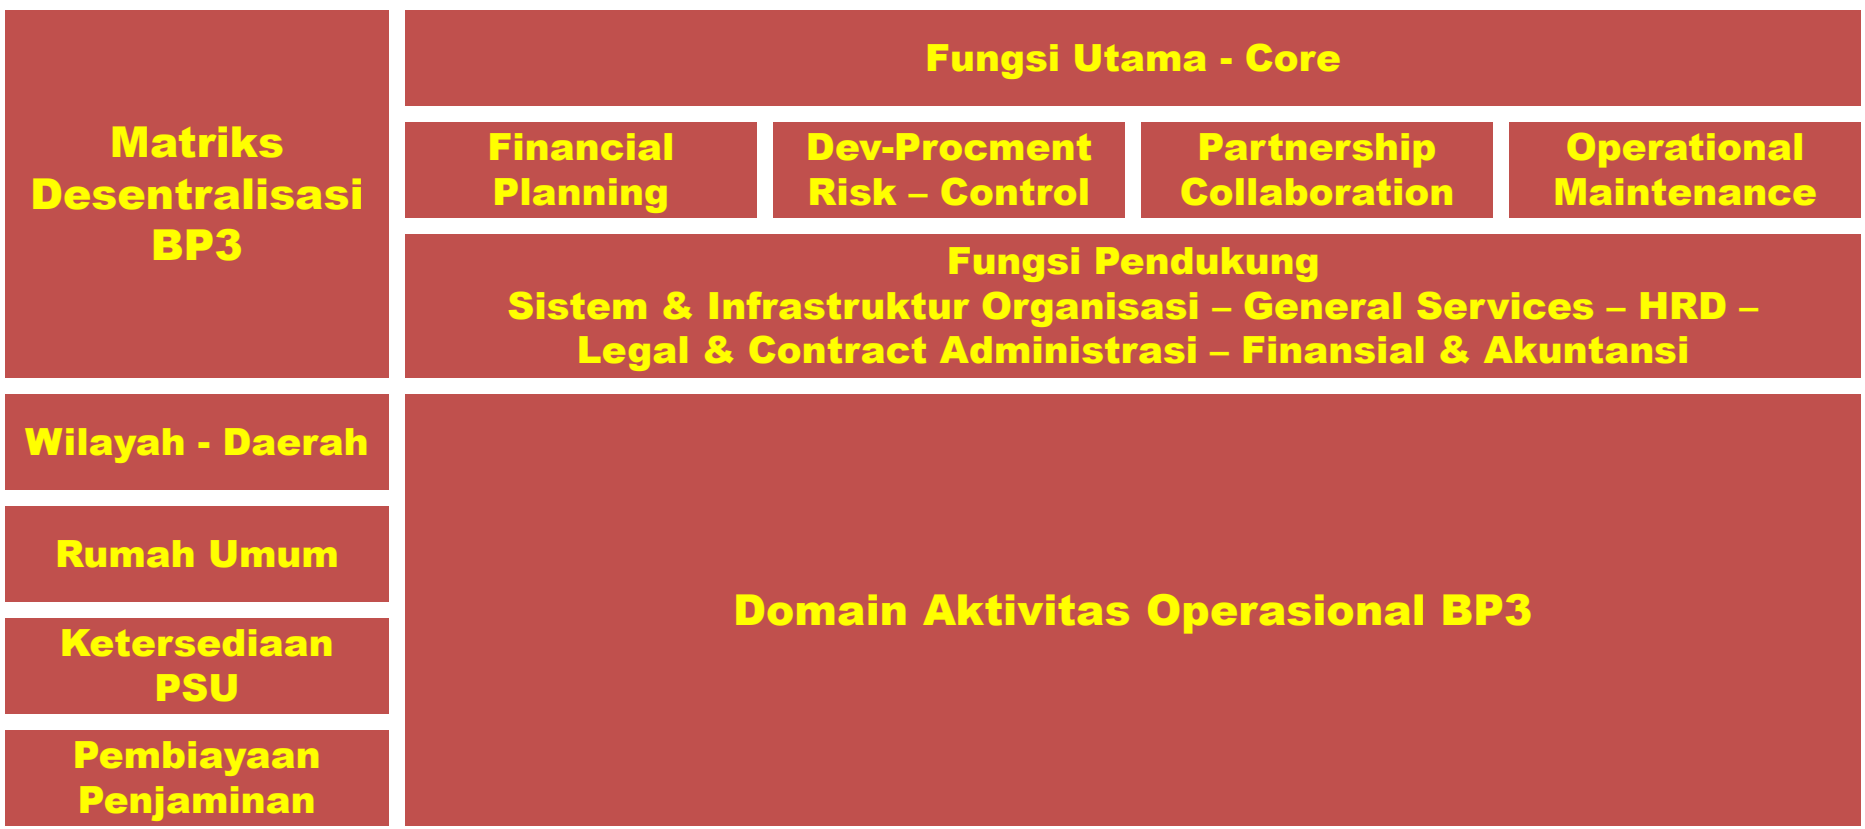 Matriks
Desentralisasi
BP3
Fungsi Utama - Core
Financial
Planning
Dev-Procment
Risk – Control
Partnership
Collaboration
Operational
Maintenance
Fungsi Pendukung
Sistem & Infrastruktur Organisasi – General Services – HRD –
Legal & Contract Administrasi – Finansial & Akuntansi
Wilayah - Daerah
Rumah Umum
Ketersediaan
PSU
Pembiayaan
Penjaminan
Domain Aktivitas Operasional BP3